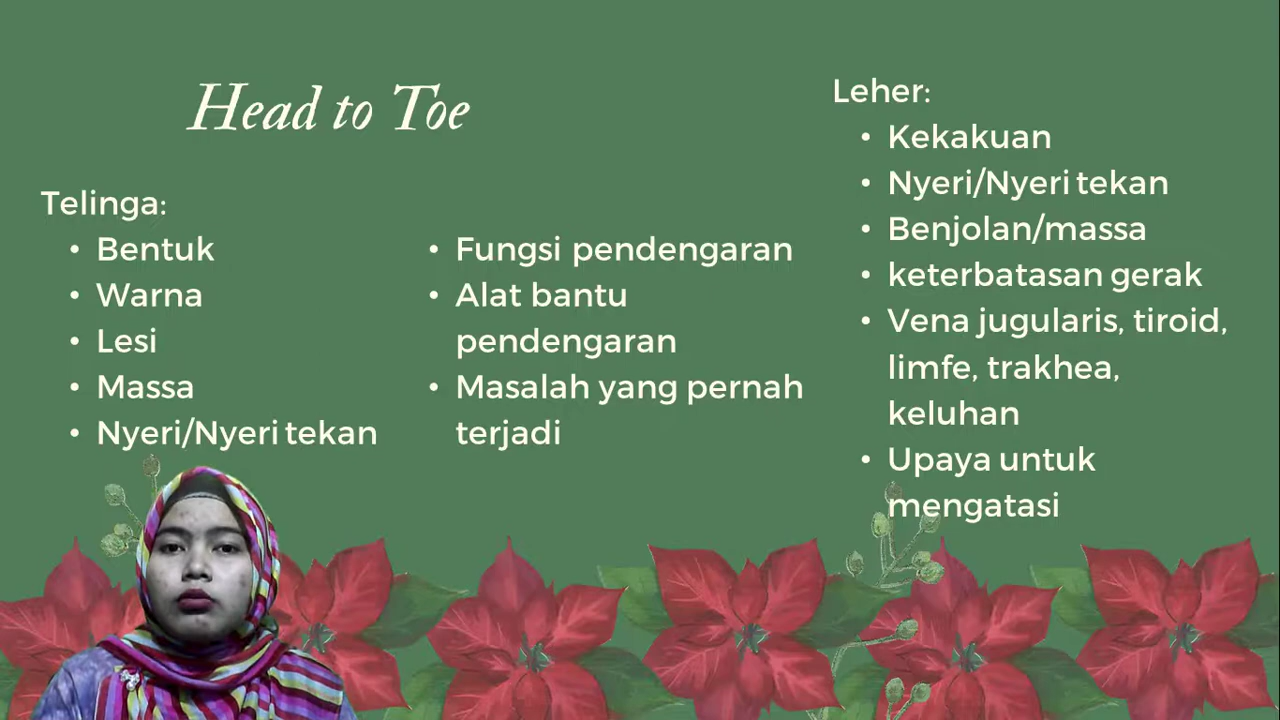 Head to Toe
Telinga:
• Bentuk
• Warna
• Lesi
• Massa
• Nyeri/Nyeri tekan
• Fungsi pendengaran
• Alat bantu
pendengaran
• Masalah yang pernah
terjadi
Leher:
• Kekakuan
• Nyeri/Nyeri tekan
• Benjolan/massa
• keterbatasan gerak
• Vena jugularis, tiroid,
limfe, trakhea,
keluhan
• Upaya untuk
mengatasi